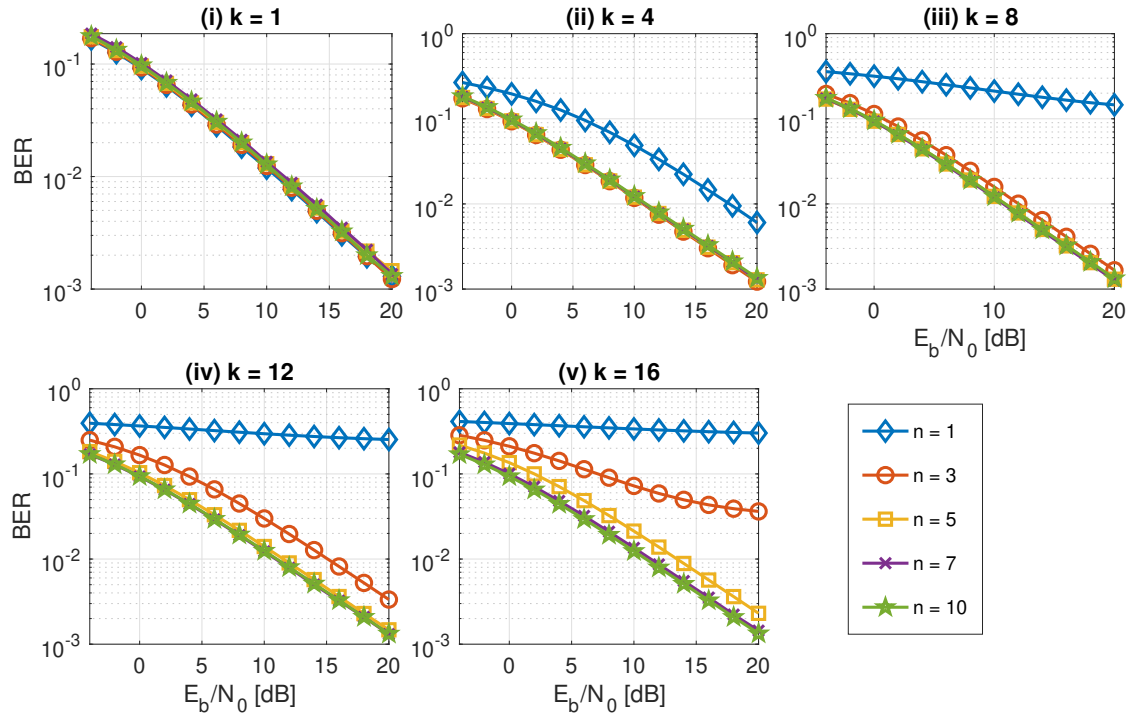 (i) k = 1
(ii) k = 4
(iii) k = 8
BER
10^-1
10^-2
10^-3
0 5 10 15 20
10^0
10^-1
10^-2
10^-3
0 5 10 15 20
10^0
10^-1
10^-2
10^-3
0 10 20
E_b/N_0 [dB]
(iv) k = 12
(v) k = 16
BER
10^0
10^-1
10^-2
10^-3
0 5 10 15 20
E_b/N_0 [dB]
10^0
10^-1
10^-2
10^-3
0 5 10 15 20
E_b/N_0 [dB]
n = 1
n = 3
n = 5
n = 7
n = 10